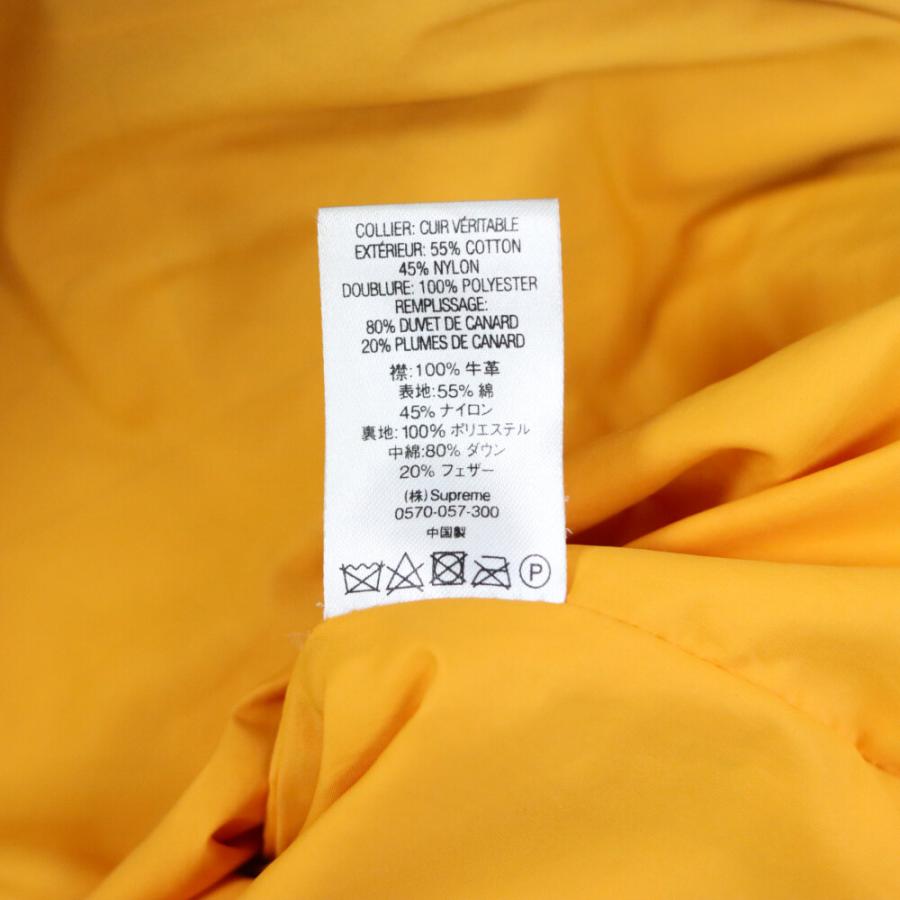 COLLIER: CUIR VÉRITABLE
EXTÉRIEUR: 55% COTTON
45% NYLON
DOUBLURE: 100% POLYESTER
REMPLISSAGE:
80% DUVET DE CANARD
20% PLUMES DE CANARD
襟:100% 牛革
表地:55% 綿
45% ナイロン
裏地:100% ポリエステル
中綿:80% ダウン
20% フェザー
(株)Supreme
0570-057-300
中国製
P